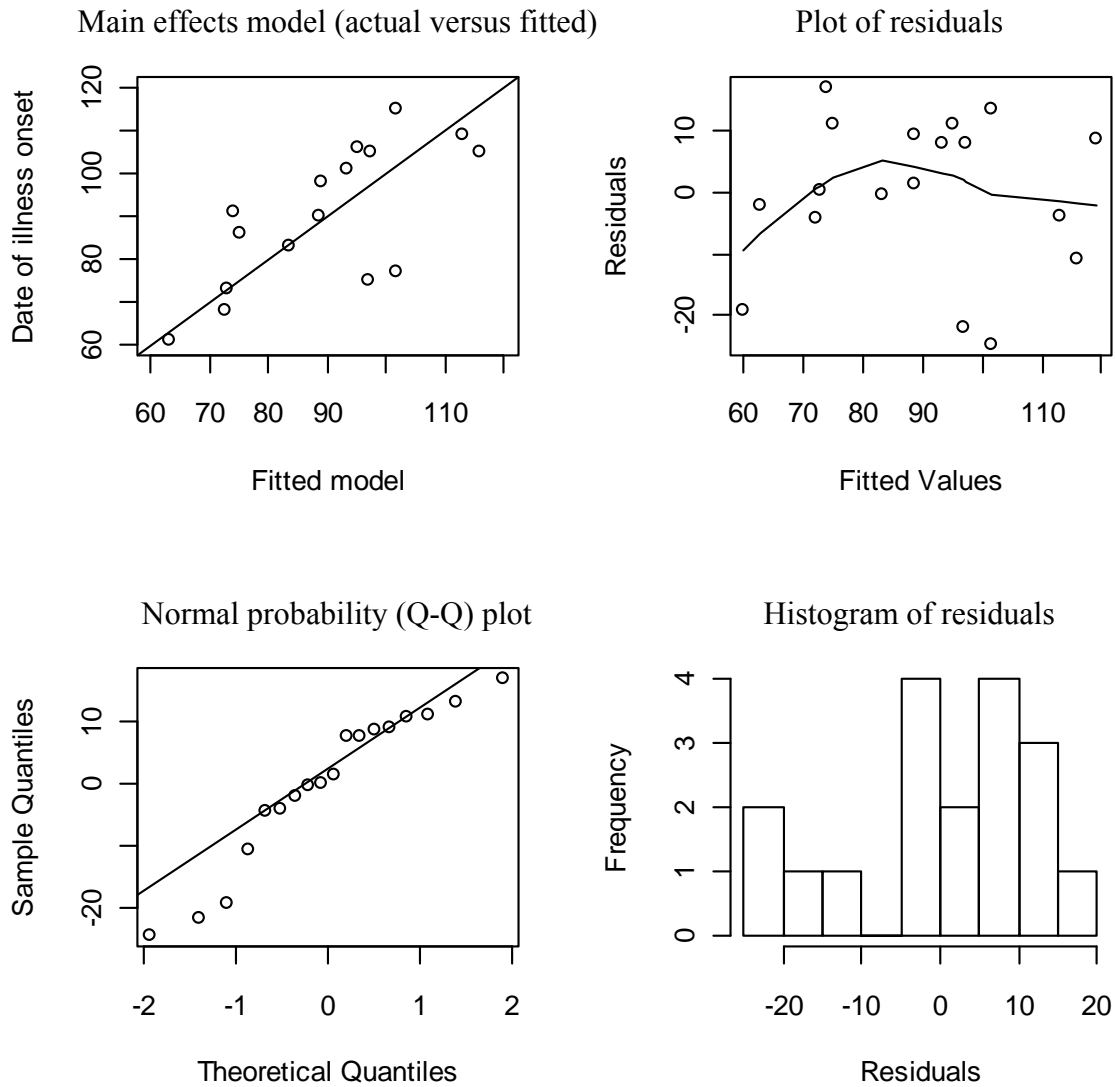 Main effects model (actual versus fitted)
Date of illness onset
120
100
80
60
60 70 80 90 110
Fitted model
Plot of residuals
Residuals
10
0
-20
60 70 80 90 110
Fitted Values
Normal probability (Q-Q) plot
Sample Quantiles
10
0
-20
-2 -1 0 1 2
Theoretical Quantiles
Histogram of residuals
Frequency
4
3
2
1
0
-20 -10 0 10 20
Residuals